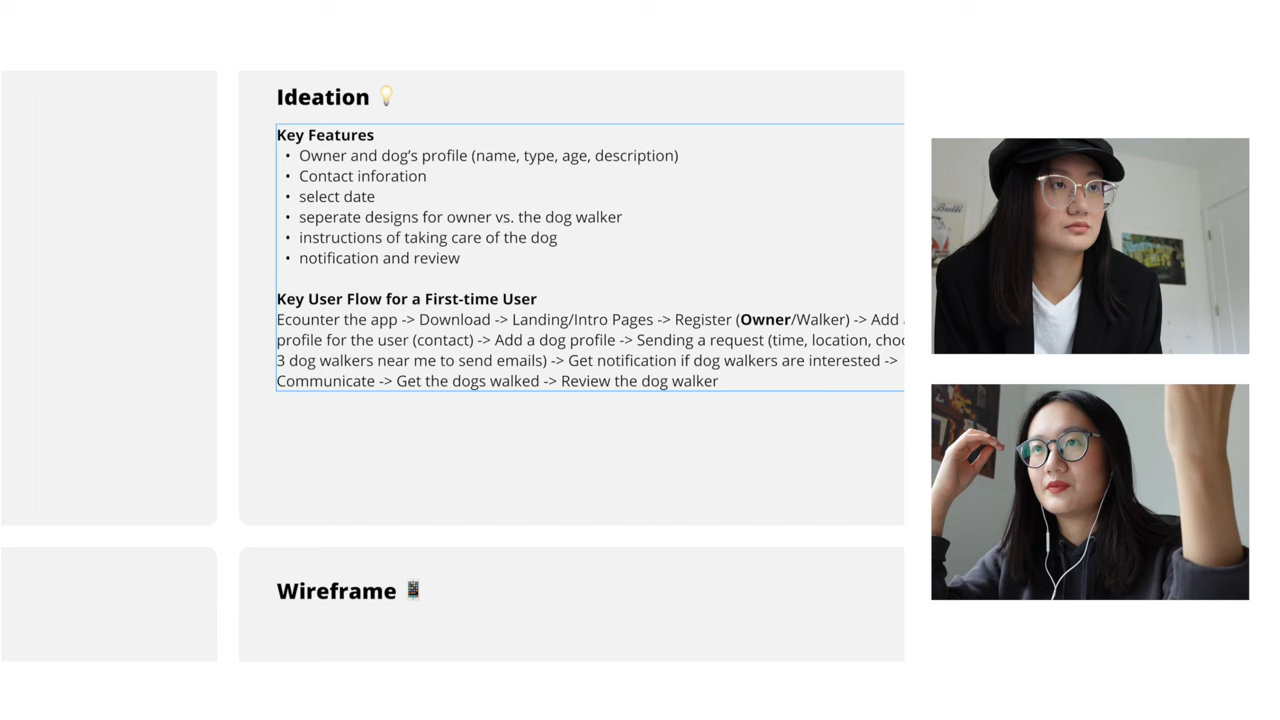 Ideation 💡
Key Features
• Owner and dog’s profile (name, type, age, description)
• Contact inforation
• select date
• seperate designs for owner vs. the dog walker
• instructions of taking care of the dog
• notification and review
Key User Flow for a First-time User
Ecounter the app -> Download -> Landing/Intro Pages -> Register (Owner/Walker) -> Add
profile for the user (contact) -> Add a dog profile -> Sending a request (time, location,
3 dog walkers near me to send emails) -> Get notification if dog walkers are interested ->
Communicate -> Get the dogs walked -> Review the dog walker
Wireframe 📱